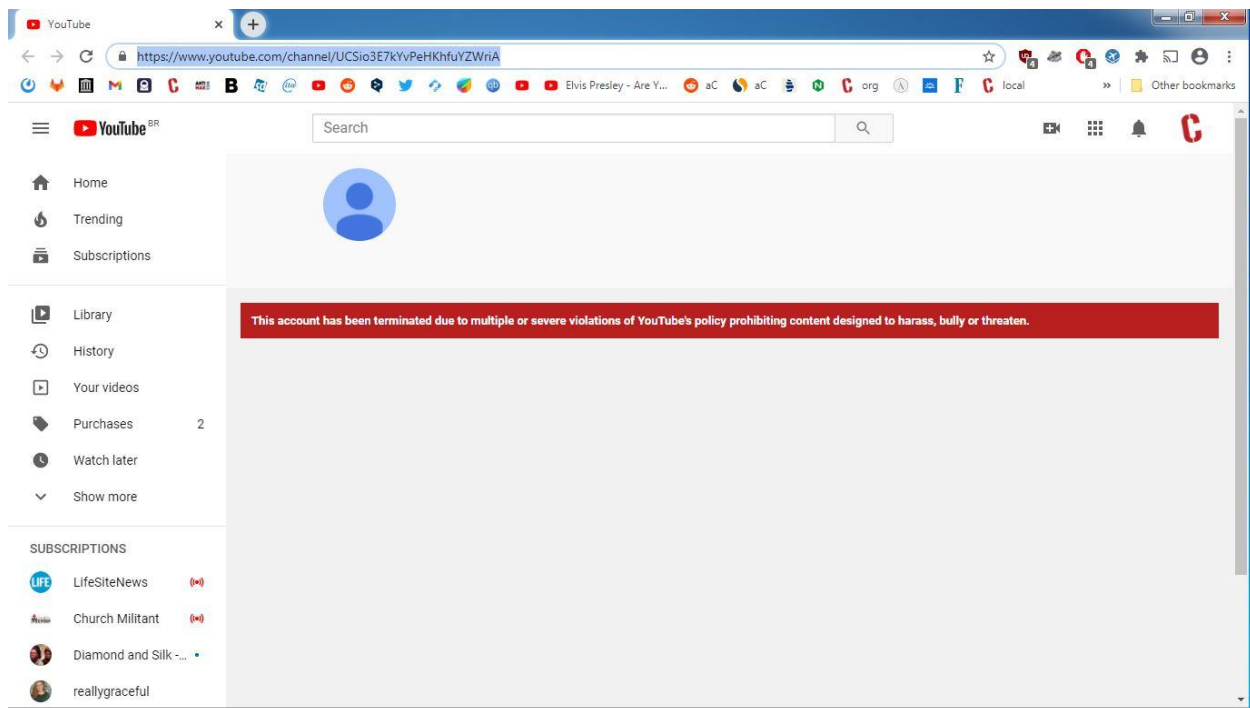 YouTube
https://www.youtube.com/channel/UCSio3E7kYvPeHKhfuYZWriA
Elvis Presley - Are Y... aC aC org F local » Other bookmarks
YouTube BR
Search
Home
Trending
Subscriptions
Library
History
Your videos
Purchases 2
Watch later
Show more
This account has been terminated due to multiple or severe violations of YouTube's policy prohibiting content designed to harass, bully or threaten.
SUBSCRIPTIONS
LIFE LifeSiteNews
Church Militant
Diamond and Silk -...
reallygraceful